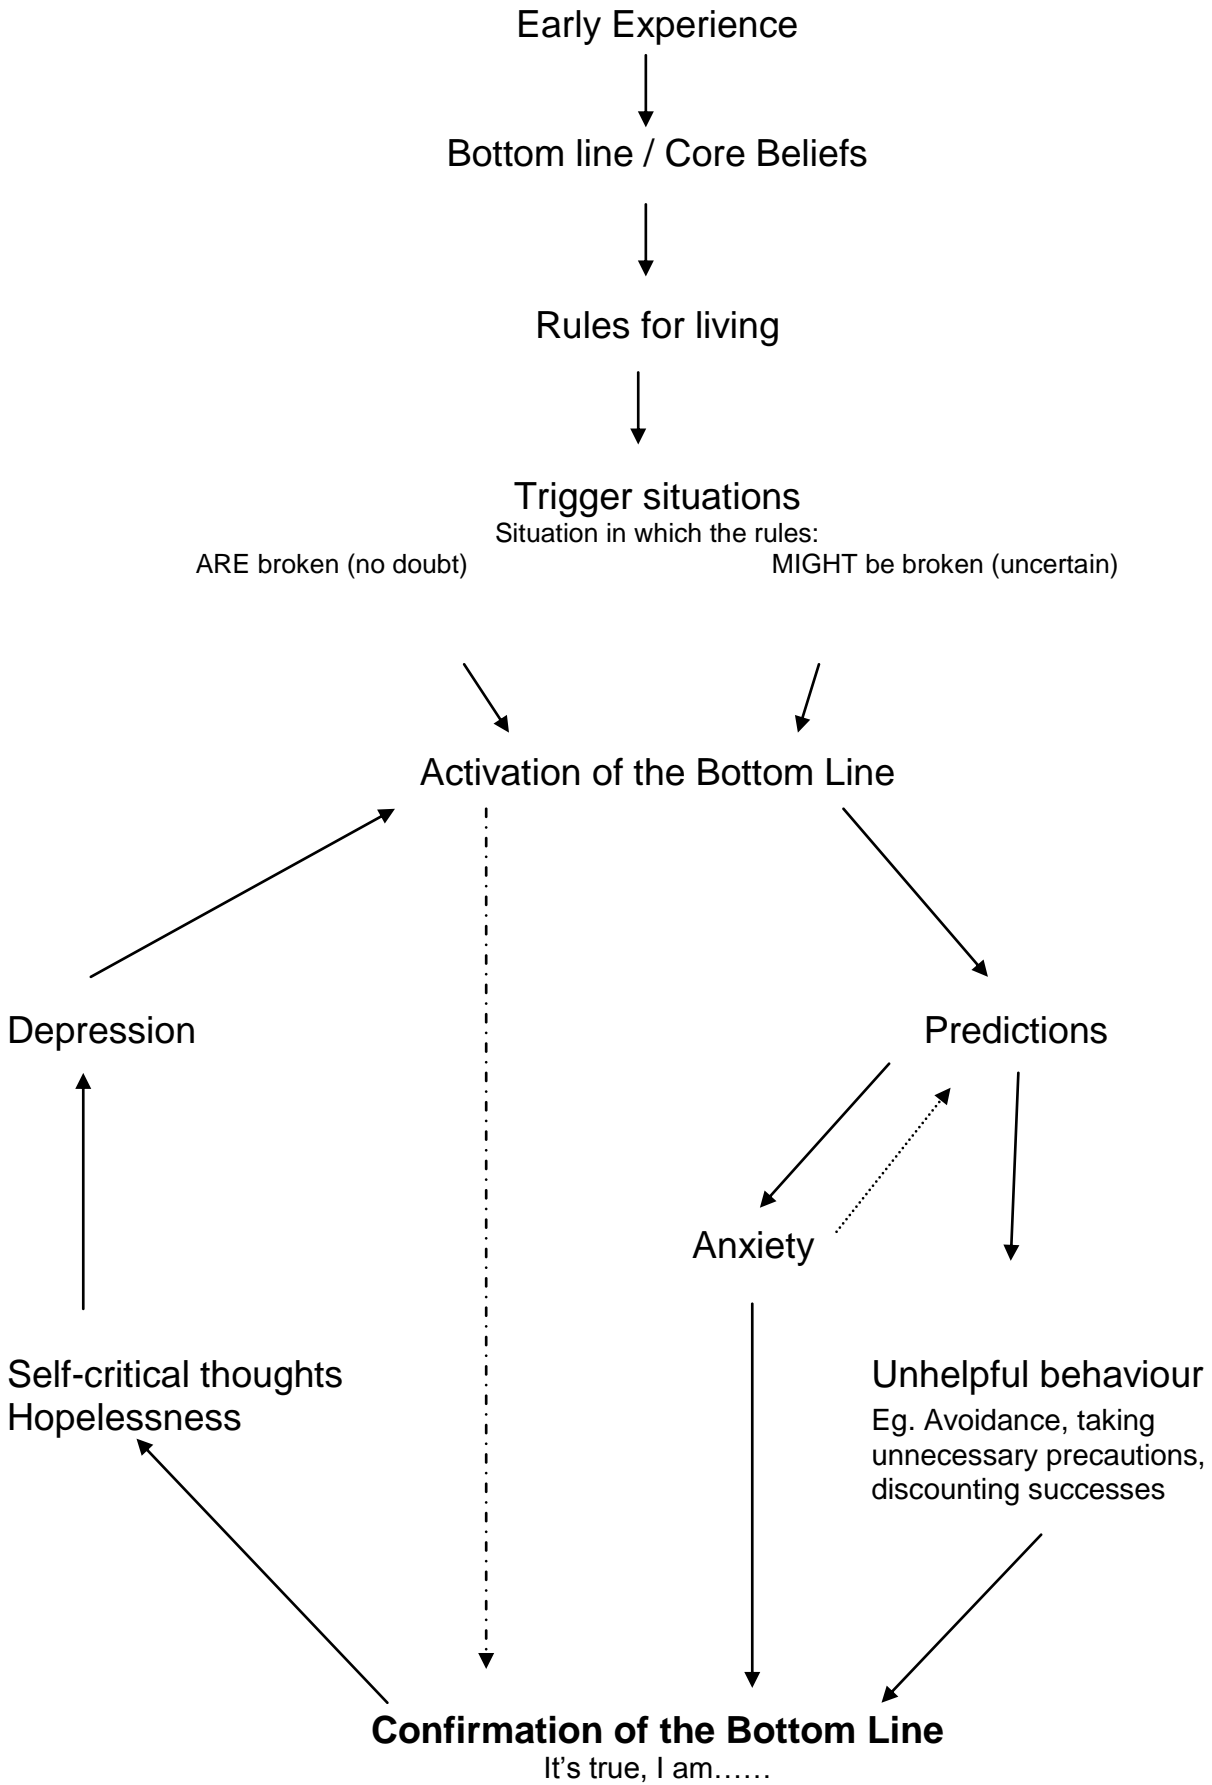 Early Experience
Bottom line / Core Beliefs
Rules for living
Trigger situations
Situation in which the rules:
ARE broken (no doubt)
MIGHT be broken (uncertain)
Activation of the Bottom Line
Depression
Predictions
Anxiety
Self-critical thoughts
Hopelessness
Unhelpful behaviour
Eg. Avoidance, taking
unnecessary precautions,
discounting successes
Confirmation of the Bottom Line
It's true, I am……